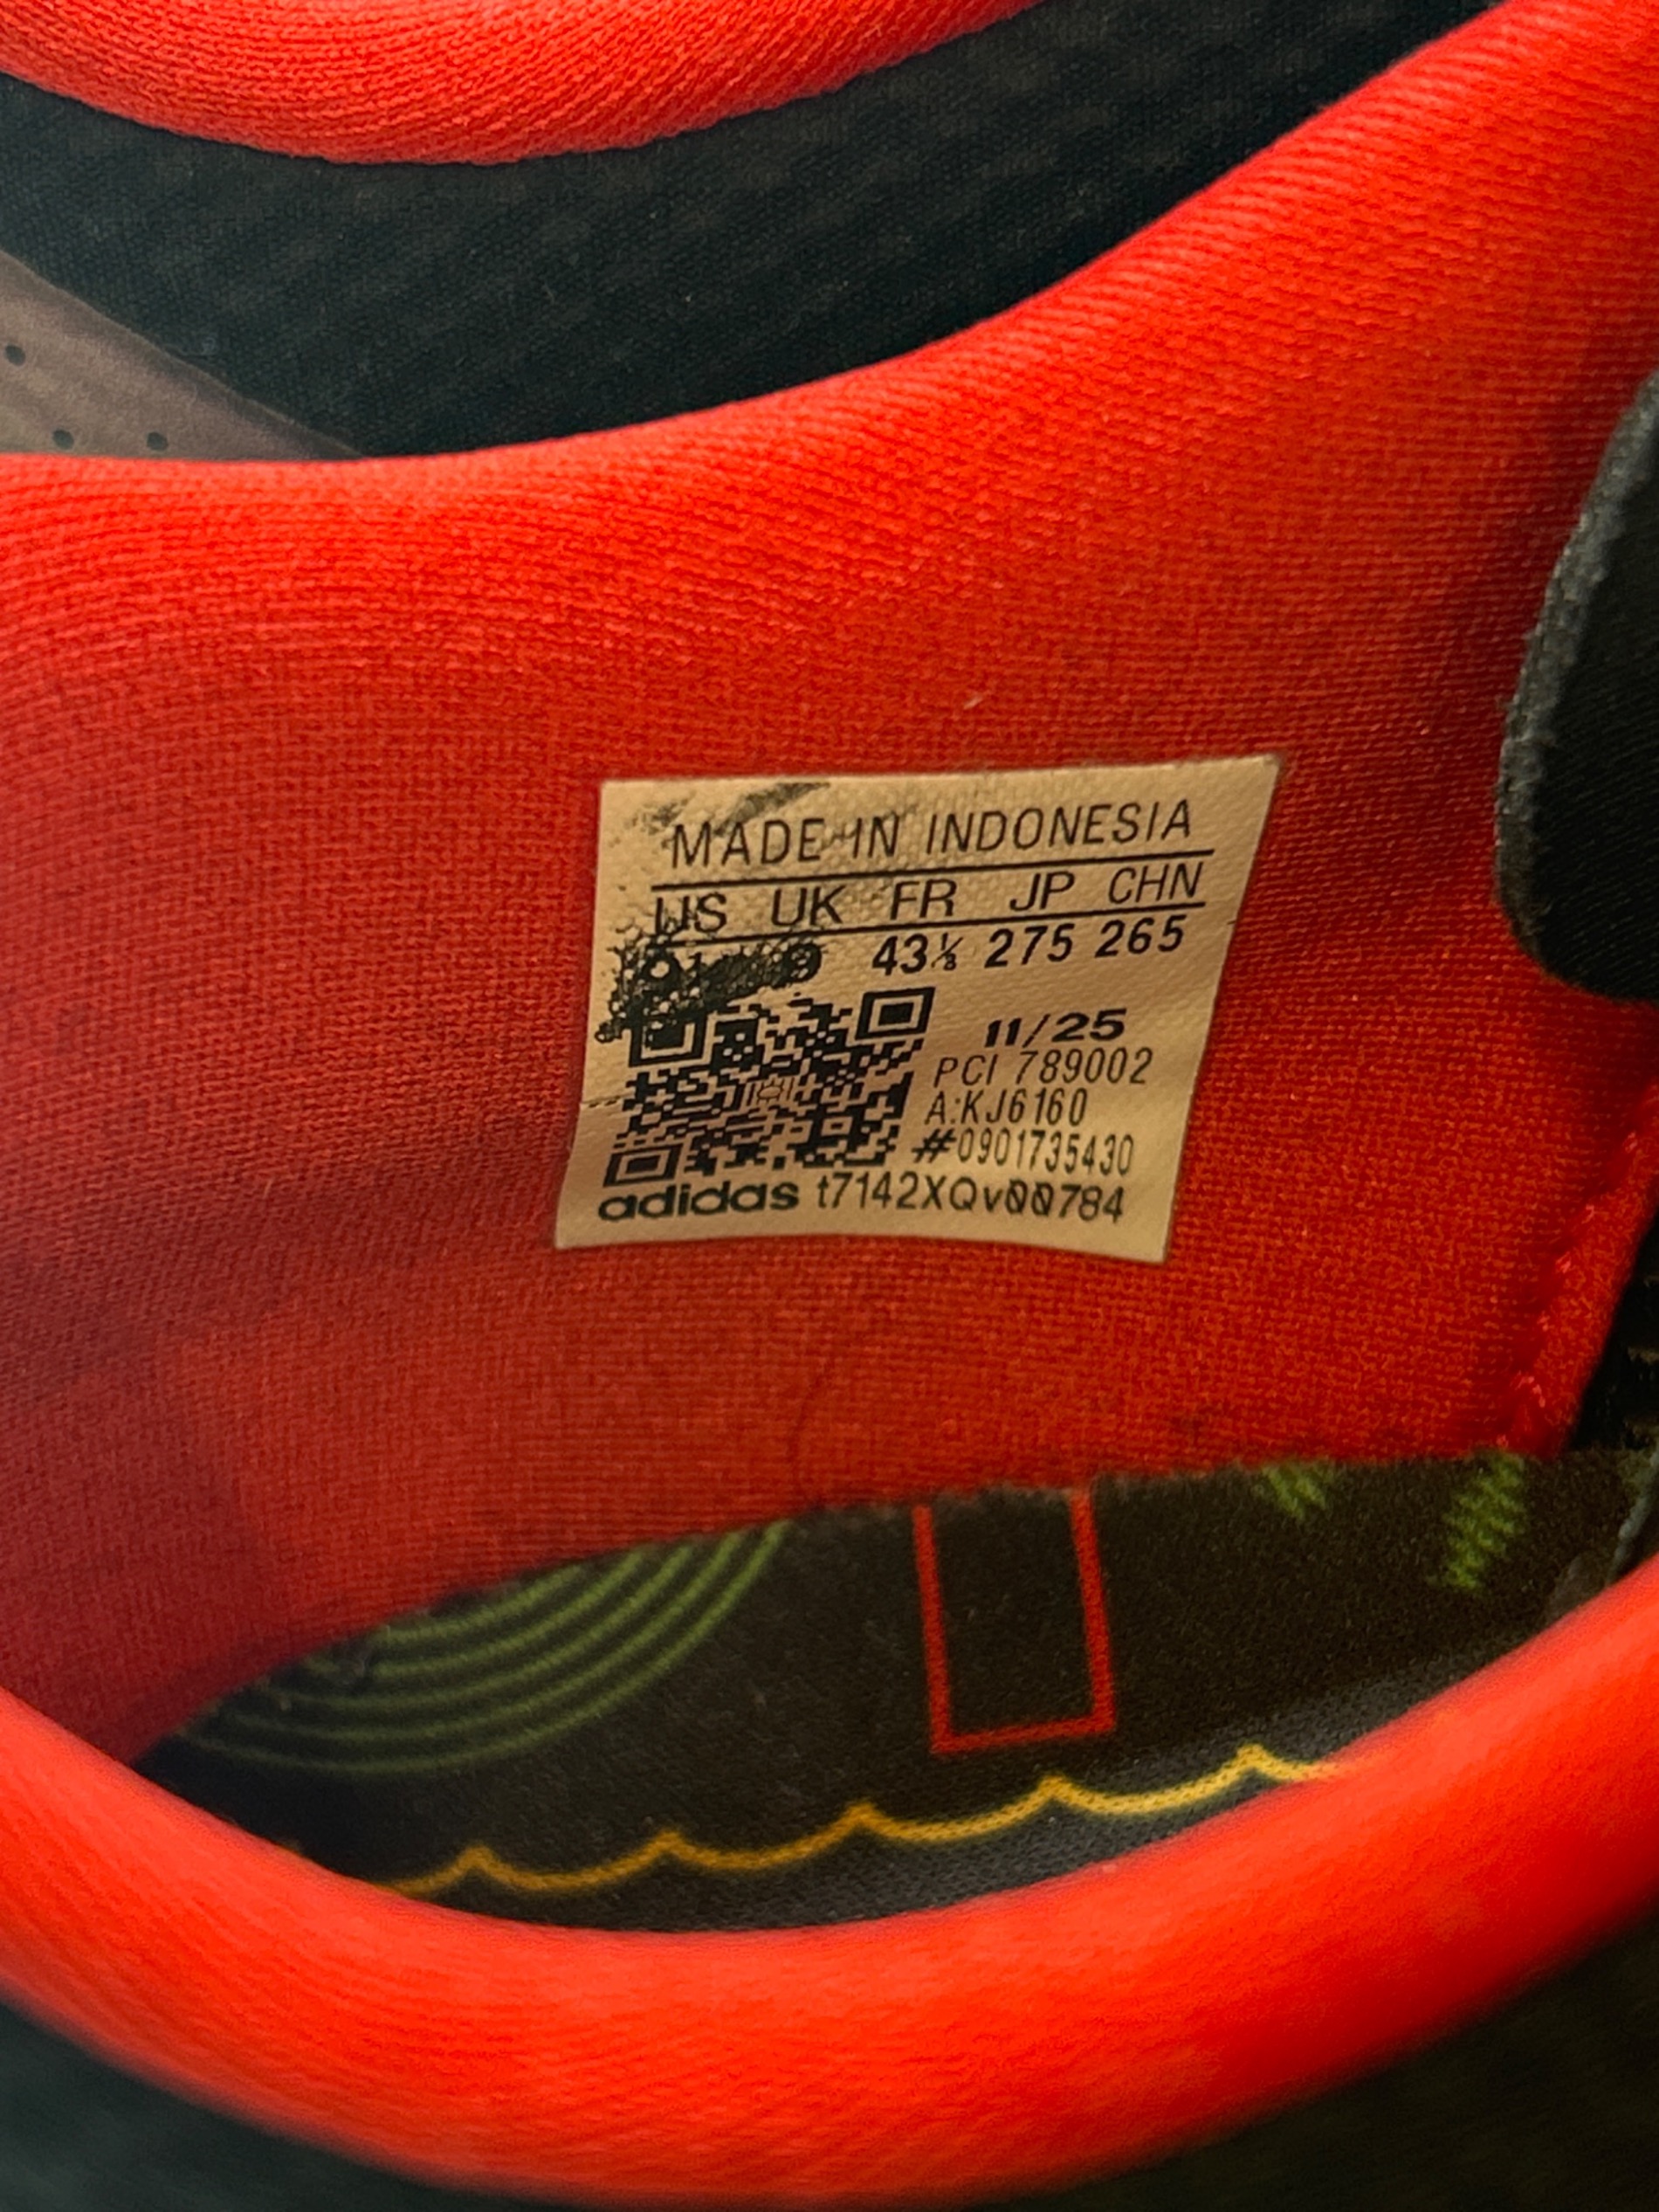 MADE IN INDONESIA
US UK FR JP CHN
9 43⅓ 275 265
11/25
PCI 789002
A:KJ6160
#0901735430
adidas t7142XQv00784